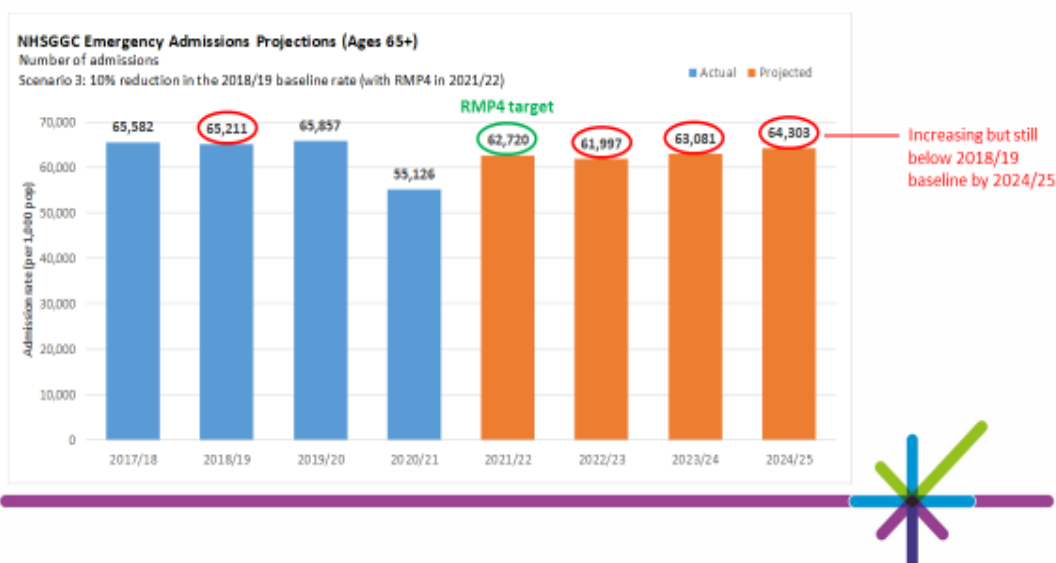 NHSGGC Emergency Admissions Projections (Ages 65+)
Number of admissions
Scenario 3: 10% reduction in the 2018/19 baseline rate (with RMP4 in 2021/22)
Actual Projected
RMP4 target
Admission rate (per 1,000 pop)
70,000
60,000
50,000
40,000
30,000
20,000
10,000
0
65,582 65,211 65,857 55,126 62,720 61,997 63,081 64,303
Increasing but still
below 2018/19
baseline by 2024/25
2017/18 2018/19 2019/20 2020/21 2021/22 2022/23 2023/24 2024/25